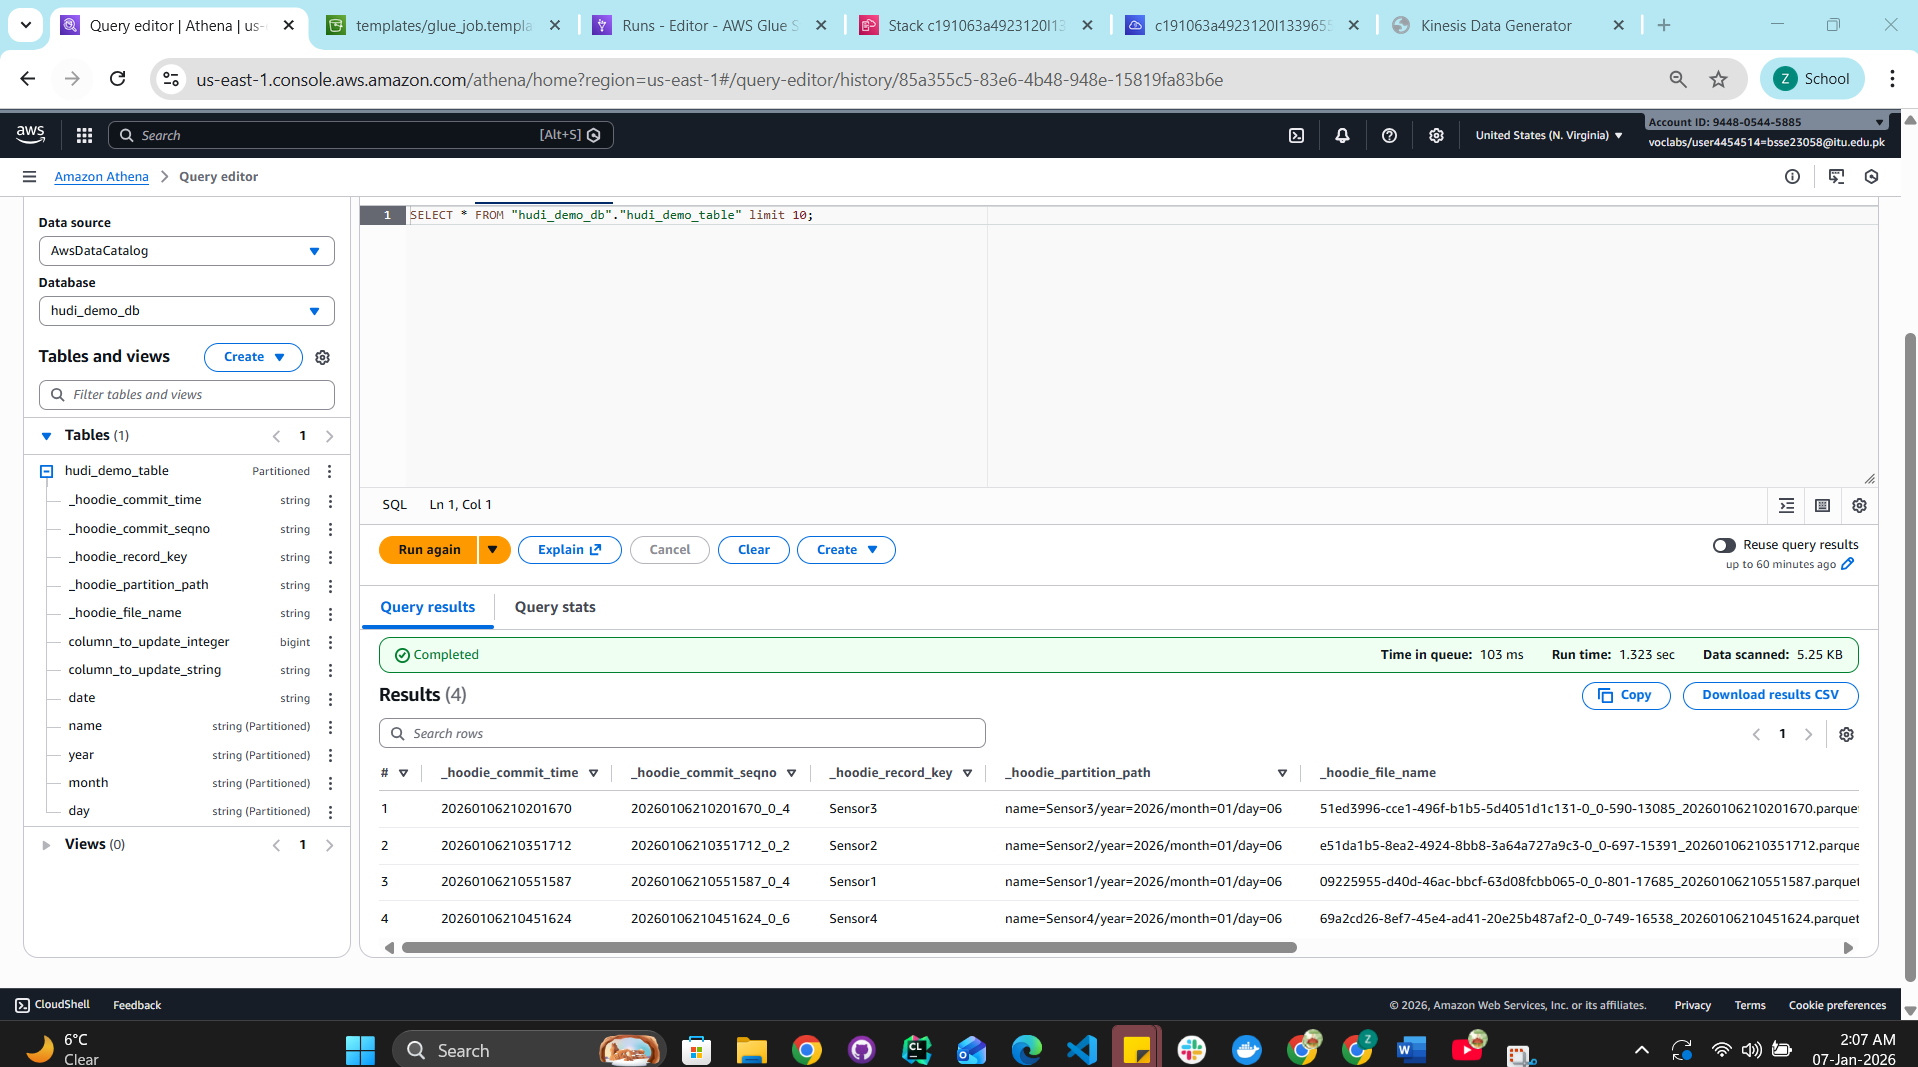 Query editor | Athena | us-
templates/glue_job.templa
Runs - Editor - AWS Glue S
Stack c191063a4923120l13
c191063a4923120l1339655
Kinesis Data Generator
us-east-1.console.aws.amazon.com/athena/home?region=us-east-1#/query-editor/history/85a355c5-83e6-4b48-948e-15819fa83b6e
Z School
aws
Search [Alt+S]
United States (N. Virginia)
Account ID: 9448-0544-5885
voclabs/user4454514=bsse23058@itu.edu.pk
Amazon Athena > Query editor
Data source
AwsDataCatalog
Database
hudi_demo_db
Tables and views Create
Filter tables and views
Tables (1) 1
hudi_demo_table Partitioned
_hoodie_commit_time string
_hoodie_commit_seqno string
_hoodie_record_key string
_hoodie_partition_path string
_hoodie_file_name string
column_to_update_integer bigint
column_to_update_string string
date string
name string (Partitioned)
year string (Partitioned)
month string (Partitioned)
day string (Partitioned)
Views (0) 1
1 SELECT * FROM "hudi_demo_db"."hudi_demo_table" limit 10;
SQL Ln 1, Col 1
Run again Explain Cancel Clear Create
Reuse query results
up to 60 minutes ago
Query results Query stats
Completed Time in queue: 103 ms Run time: 1.323 sec Data scanned: 5.25 KB
Results (4) Copy Download results CSV
Search rows 1
# _hoodie_commit_time _hoodie_commit_seqno _hoodie_record_key _hoodie_partition_path _hoodie_file_name
1 20260106210201670 20260106210201670_0_4 Sensor3 name=Sensor3/year=2026/month=01/day=06 51ed3996-cce1-496f-b1b5-5d4051d1c131-0_0-590-13085_20260106210201670.parquet
2 20260106210351712 20260106210351712_0_2 Sensor2 name=Sensor2/year=2026/month=01/day=06 e51da1b5-8ea2-4924-8bb8-3a64a727a9c3-0_0-697-15391_20260106210351712.parque
3 20260106210551587 20260106210551587_0_4 Sensor1 name=Sensor1/year=2026/month=01/day=06 09225955-d40d-46ac-bbcf-63d08fcbb065-0_0-801-17685_20260106210551587.parquet
4 20260106210451624 20260106210451624_0_6 Sensor4 name=Sensor4/year=2026/month=01/day=06 69a2cd26-8ef7-45e4-ad41-20e25b487af2-0_0-749-16538_20260106210451624.parquet
CloudShell Feedback © 2026, Amazon Web Services, Inc. or its affiliates. Privacy Terms Cookie preferences
6°C
Clear
Search
2:07 AM
07-Jan-2026